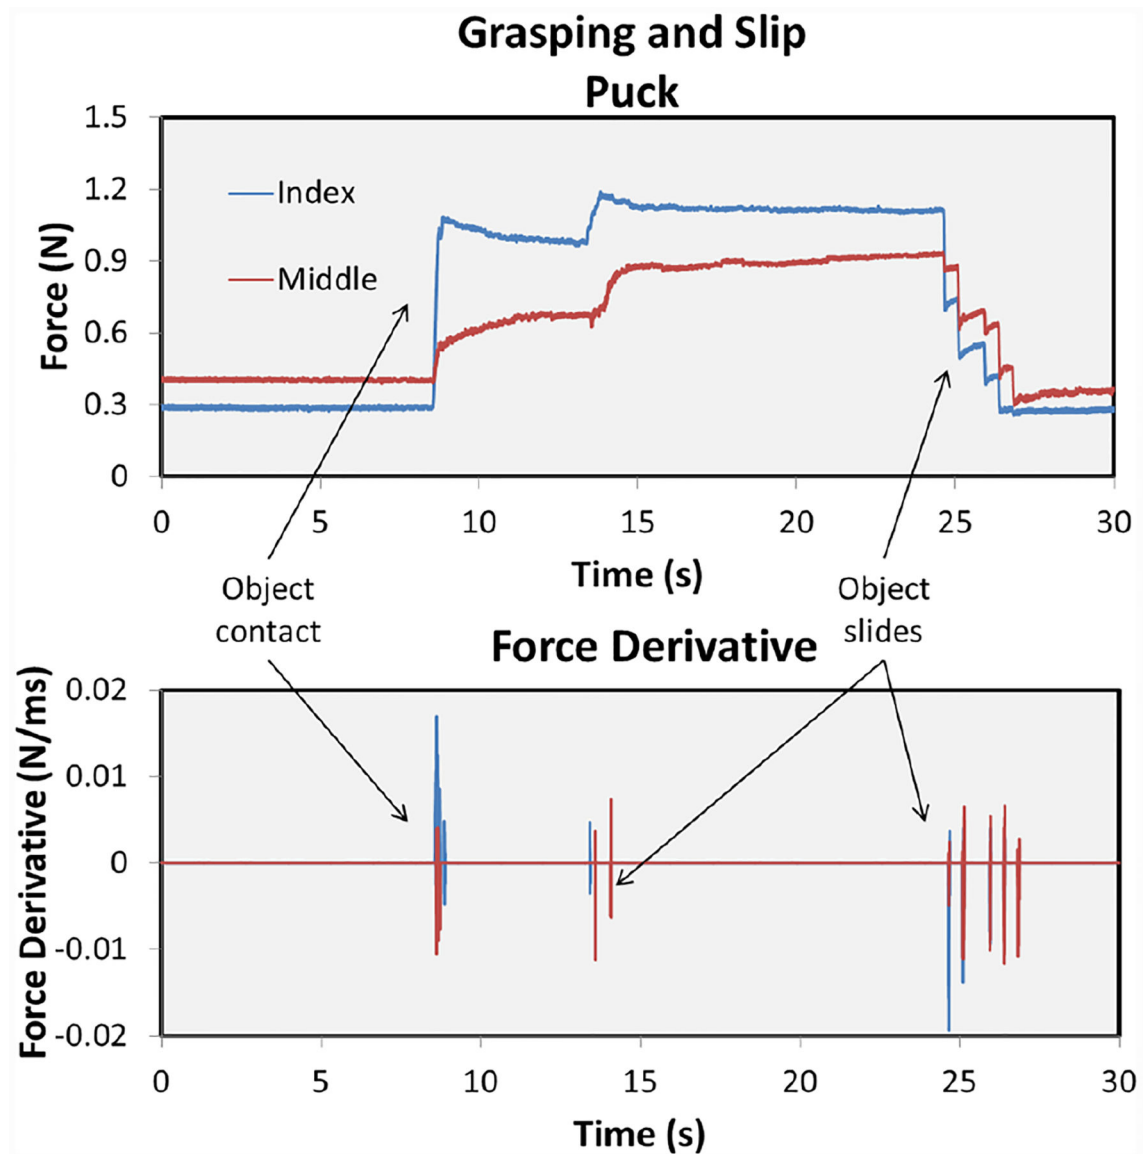 Grasping and Slip
Puck
1.5
1.2
0.9
0.6
0.3
0
Force (N)
Index
Middle
0 5 10 15 20 25 30
Time (s)
Object
contact
Object
slides
Force Derivative
0.02
0.01
0
-0.01
-0.02
Force Derivative (N/ms)
0 5 10 15 20 25 30
Time (s)